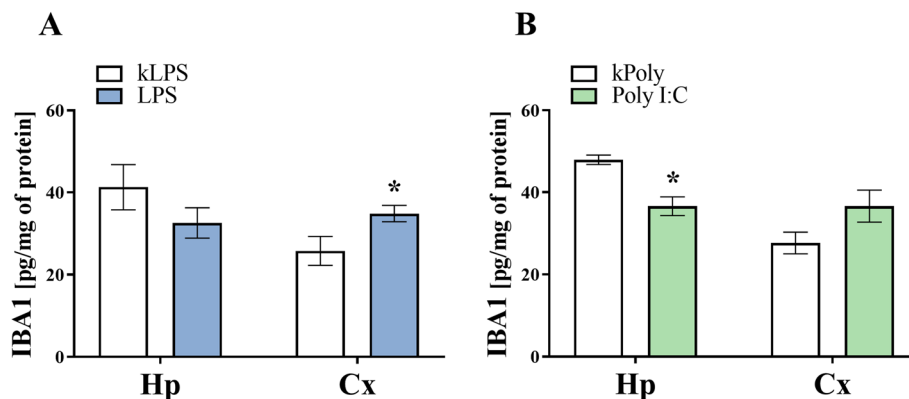 A
kLPS
LPS
IBA1 [pg/mg of protein]
60
40
20
0
*
Hp
Cx
B
kPoly
Poly I:C
IBA1 [pg/mg of protein]
60
40
20
0
*
Hp
Cx